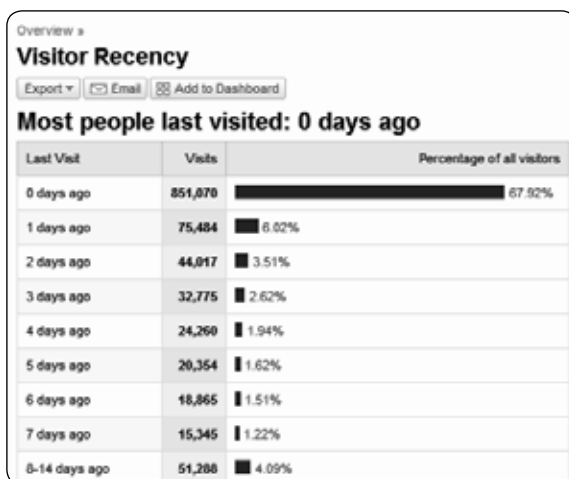 Overview »
Visitor Recency
Export ▾ Email Add to Dashboard
Most people last visited: 0 days ago
Last Visit Visits Percentage of all visitors
0 days ago 851,070 67.92%
1 days ago 75,484 6.02%
2 days ago 44,017 3.51%
3 days ago 32,775 2.62%
4 days ago 24,260 1.94%
5 days ago 20,354 1.62%
6 days ago 18,865 1.51%
7 days ago 15,345 1.22%
8-14 days ago 51,288 4.09%